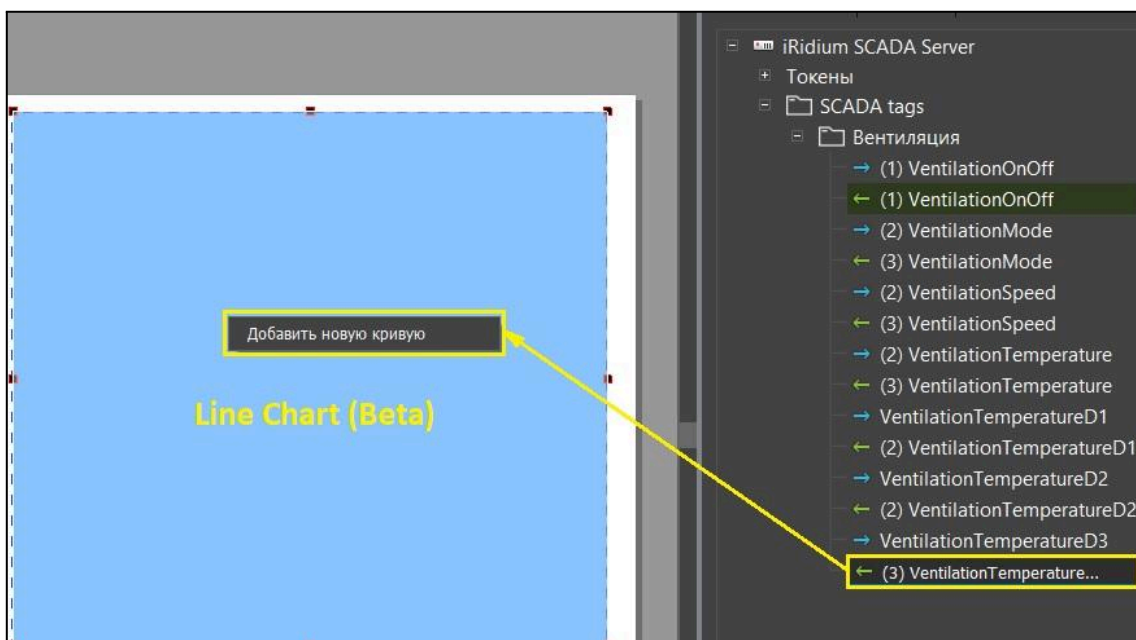 iRidium SCADA Server
Токены
SCADA tags
Вентиляция
(1) VentilationOnOff
(1) VentilationOnOff
(2) VentilationMode
(3) VentilationMode
(2) VentilationSpeed
(3) VentilationSpeed
(2) VentilationTemperature
(3) VentilationTemperature
VentilationTemperatureD1
(2) VentilationTemperatureD1
VentilationTemperatureD2
(2) VentilationTemperatureD2
VentilationTemperatureD3
(3) VentilationTemperature...
Добавить новую кривую
Line Chart (Beta)